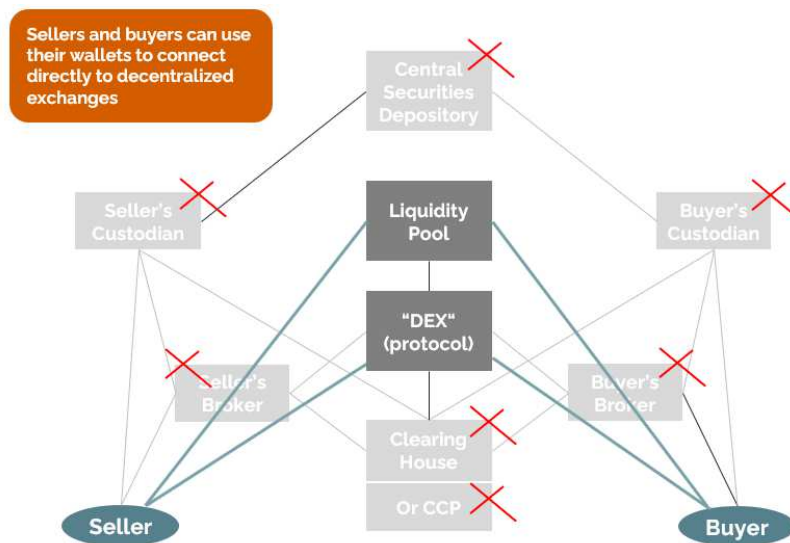 Sellers and buyers can use
their wallets to connect
directly to decentralized
exchanges
Central
Securities
Depository
Seller's
Custodian
Liquidity
Pool
Buyer's
Custodian
"DEX"
(protocol)
Seller's
Broker
Buyer's
Broker
Clearing
House
Or CCP
Seller
Buyer